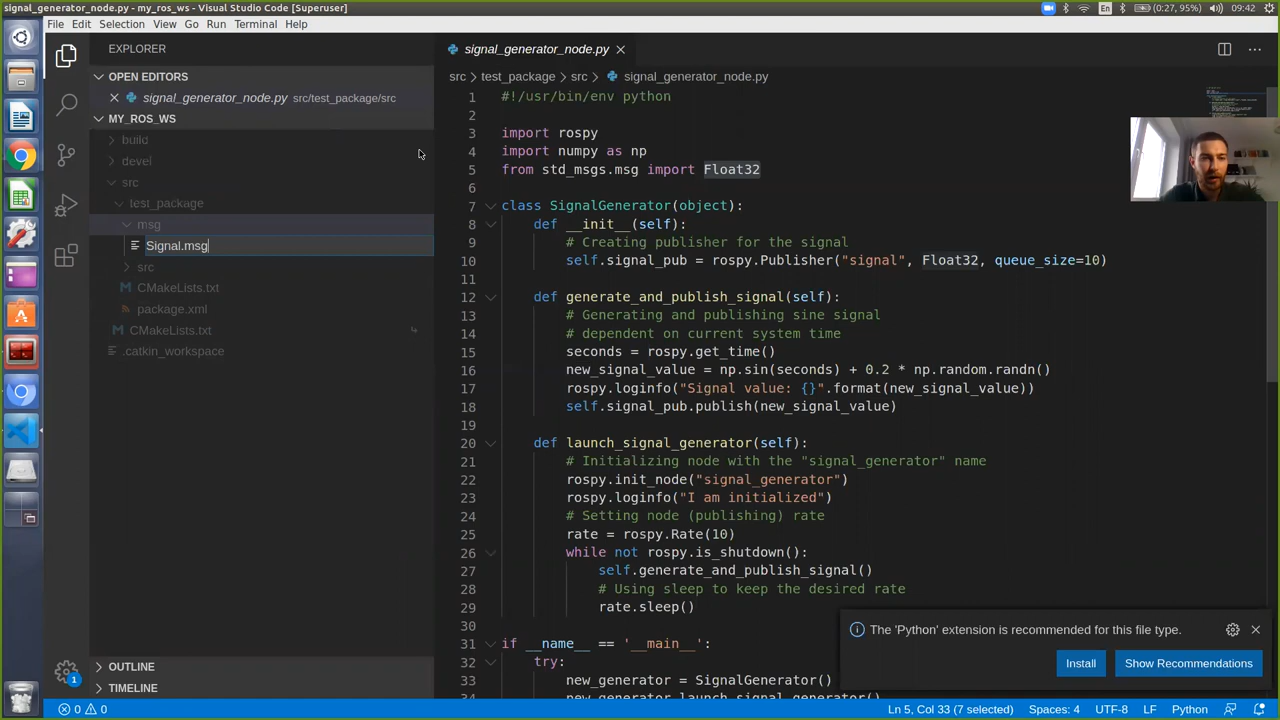 signal_generator_node.py - my_ros_ws - Visual Studio Code [Superuser]
En
(0:27, 95%)
09:42
File Edit Selection View Go Run Terminal Help
EXPLORER
OPEN EDITORS
signal_generator_node.py src/test_package/src
MY_ROS_WS
build
devel
src
test_package
msg
Signal.msg
src
CMakeLists.txt
package.xml
CMakeLists.txt
.catkin_workspace
OUTLINE
TIMELINE
1
signal_generator_node.py
src > test_package > src > signal_generator_node.py
1 #!/usr/bin/env python
2
3 import rospy
4 import numpy as np
5 from std_msgs.msg import Float32
6
7 class SignalGenerator(object):
8 def __init__(self):
9 # Creating publisher for the signal
10 self.signal_pub = rospy.Publisher("signal", Float32, queue_size=10)
11
12 def generate_and_publish_signal(self):
13 # Generating and publishing sine signal
14 # dependent on current system time
15 seconds = rospy.get_time()
16 new_signal_value = np.sin(seconds) + 0.2 * np.random.randn()
17 rospy.loginfo("Signal value: {}".format(new_signal_value))
18 self.signal_pub.publish(new_signal_value)
19
20 def launch_signal_generator(self):
21 # Initializing node with the "signal_generator" name
22 rospy.init_node("signal_generator")
23 rospy.loginfo("I am initialized")
24 # Setting node (publishing) rate
25 rate = rospy.Rate(10)
26 while not rospy.is_shutdown():
27 self.generate_and_publish_signal()
28 # Using sleep to keep the desired rate
29 rate.sleep()
30
31 if __name__ == '__main__':
32 try:
33 new_generator = SignalGenerator()
34 new_generator.launch_signal_generator()
The 'Python' extension is recommended for this file type.
Install Show Recommendations
0 0 Ln 5, Col 33 (7 selected) Spaces: 4 UTF-8 LF Python